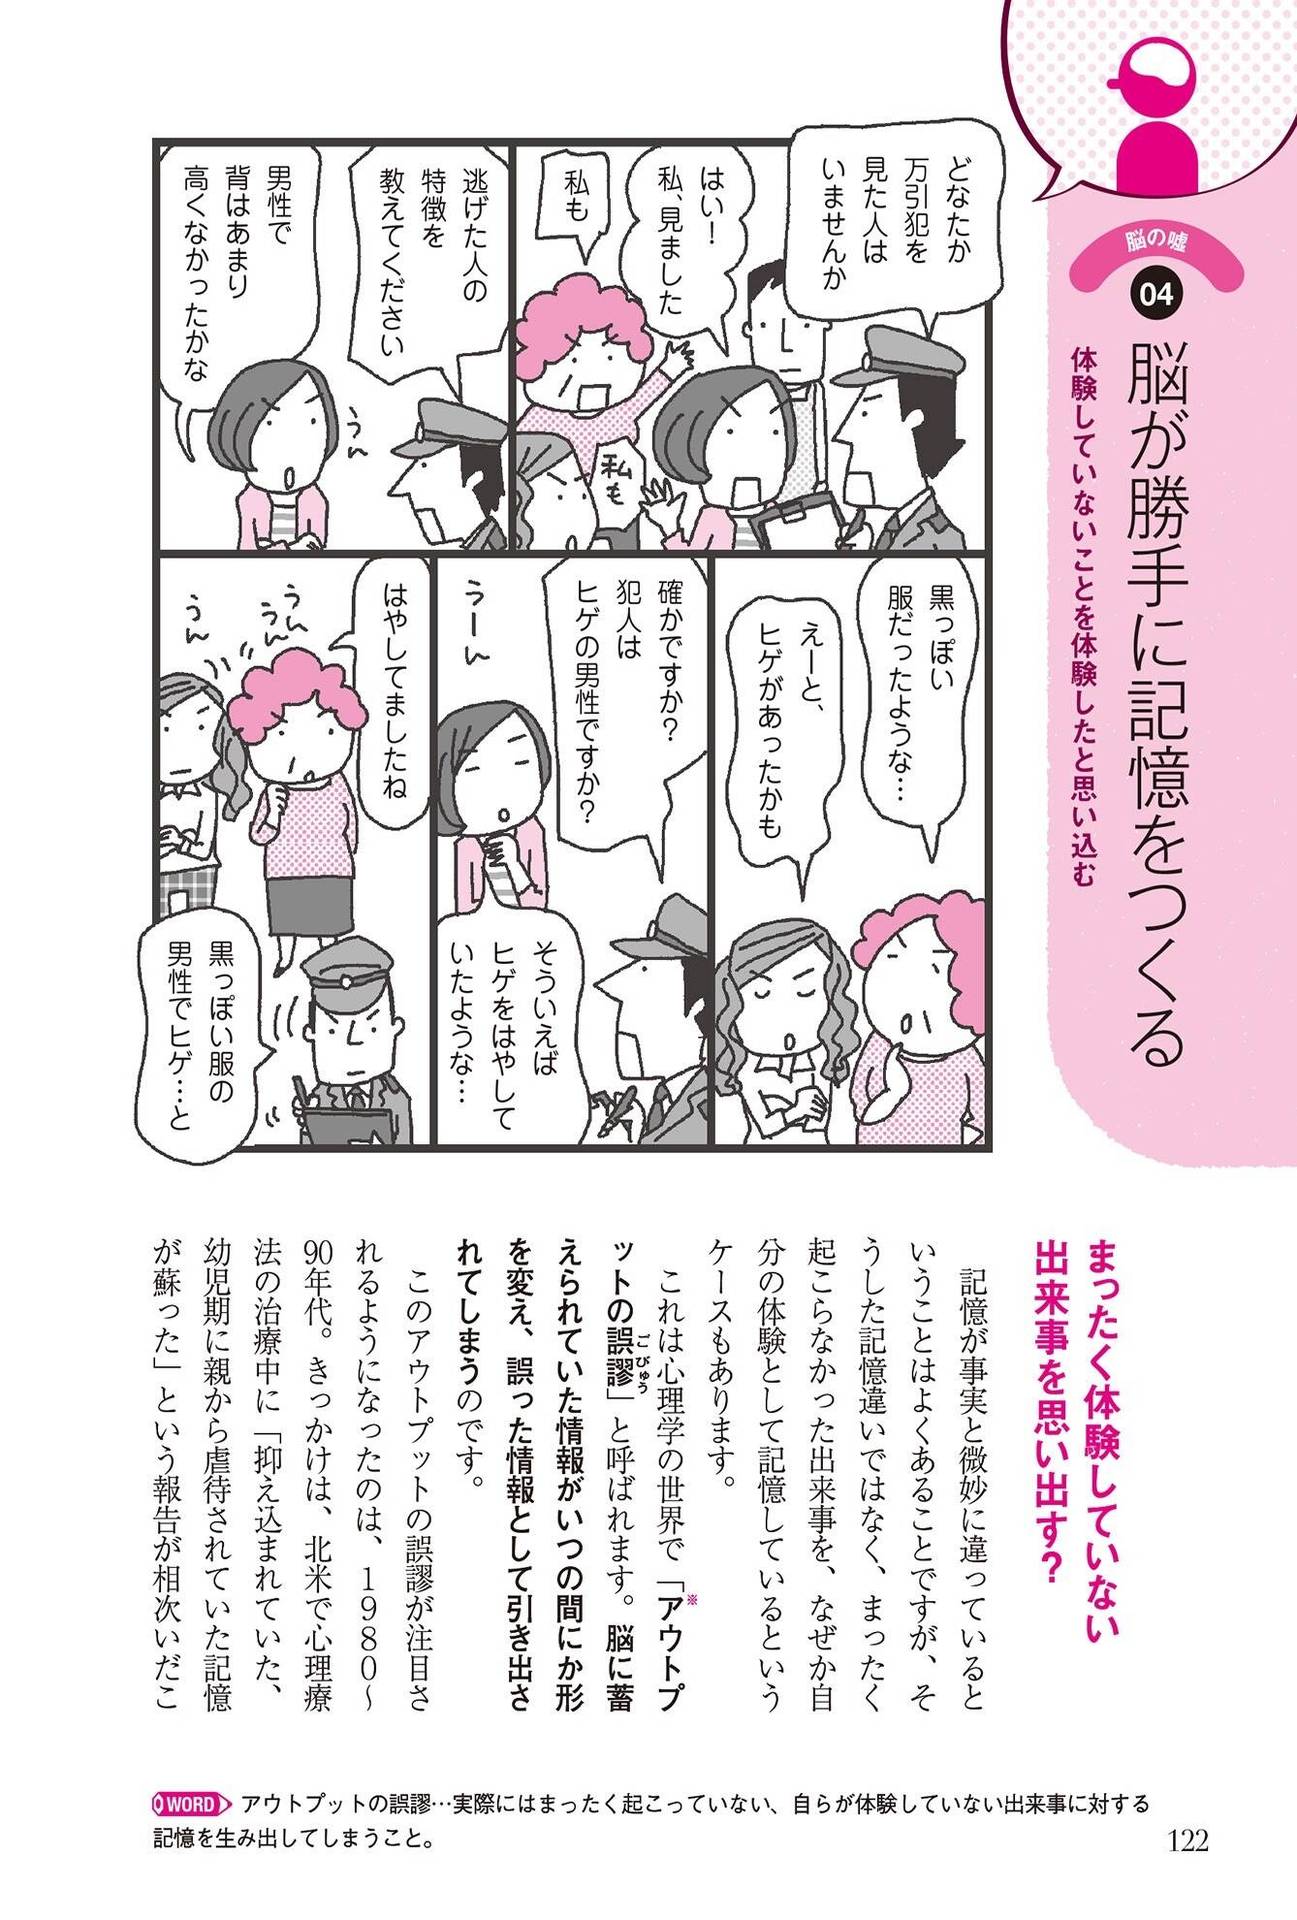 脳の嘘
04
脳が勝手に記憶をつくる
体験していないことを体験したと思い込む
どなたか
万引犯を
見た人は
いませんか
はい！
私、見ました
私も
私も
逃げた人の
特徴を
教えてください
男性で
背はあまり
高くなかったかな
うん
黒っぽい
服だったような…
えーと、
ヒゲがあったかも
確かですか？
犯人は
ヒゲの男性ですか？
うーん
そういえば
ヒゲをはやして
いたような…
はやしてましたね
うんうん
うん
黒っぽい服の
男性でヒゲ…と
まったく体験していない
出来事を思い出す？
記憶が事実と微妙に違っていると
いうことはよくあることですが、そ
うした記憶違いではなく、まったく
起こらなかった出来事を、なぜか自
分の体験として記憶しているという
ケースもあります。
これは心理学の世界で「※アウトプ
ットの誤謬」と呼ばれます。脳に蓄
ごびゅう
えられていた情報がいつの間にか形
を変え、誤った情報として引き出さ
れてしまうのです。
このアウトプットの誤謬が注目さ
れるようになったのは、1980～
90年代。きっかけは、北米で心理療
法の治療中に「抑え込まれていた、
幼児期に親から虐待されていた記憶
が蘇った」という報告が相次いだこ
WORD アウトプットの誤謬…実際にはまったく起こっていない、自らが体験していない出来事に対する
記憶を生み出してしまうこと。
122